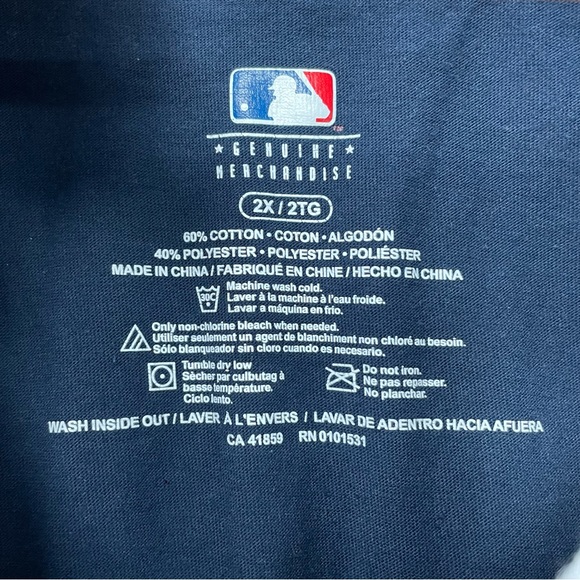 ★ GENUINE ★
MERCHANDISE
2X / 2TG
60% COTTON • COTON • ALGODÓN
40% POLYESTER • POLYESTER • POLIÉSTER
MADE IN CHINA / FABRIQUÉ EN CHINE / HECHO EN CHINA
30C
Machine wash cold.
Laver à la machine à l'eau froide.
Lavar a máquina en frio.
Only non-chlorine bleach when needed.
Utiliser seulement un agent de blanchiment non chloré au besoin.
Sólo blanqueador sin cloro cuando es necesario.
Tumble dry low
Sècher par culbutag à
basse température.
Ciclo lento.
Do not iron.
Ne pas repasser.
No planchar.
WASH INSIDE OUT / LAVER À L'ENVERS / LAVAR DE ADENTRO HACIA AFUERA
CA 41859 RN 0101531